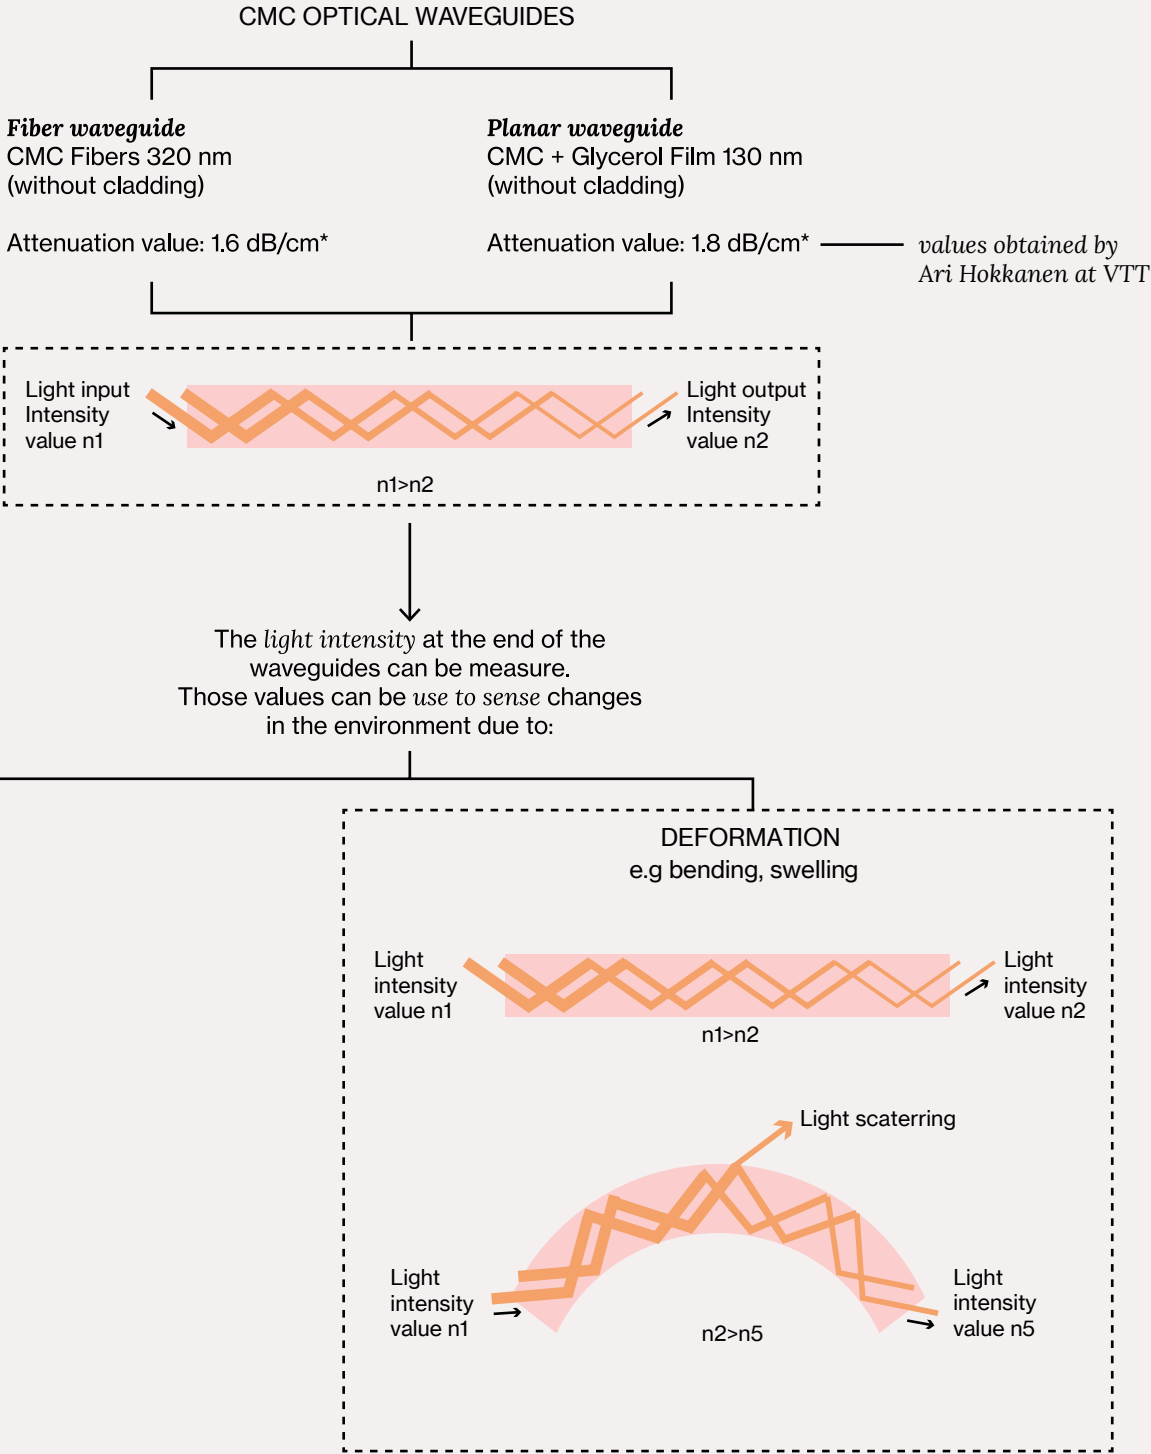 CMC OPTICAL WAVEGUIDES
Fiber waveguide
CMC Fibers 320 nm
(without cladding)
Attenuation value: 1.6 dB/cm*
Planar waveguide
CMC + Glycerol Film 130 nm
(without cladding)
Attenuation value: 1.8 dB/cm*
values obtained by
Ari Hokkanen at VTT
Light input
Intensity
value n1
Light output
Intensity
value n2
n1>n2
The light intensity at the end of the
waveguides can be measure.
Those values can be use to sense changes
in the environment due to:
DEFORMATION
e.g bending, swelling
Light
intensity
value n1
Light
intensity
value n2
n1>n2
Light scaterring
Light
intensity
value n1
Light
intensity
value n5
n2>n5